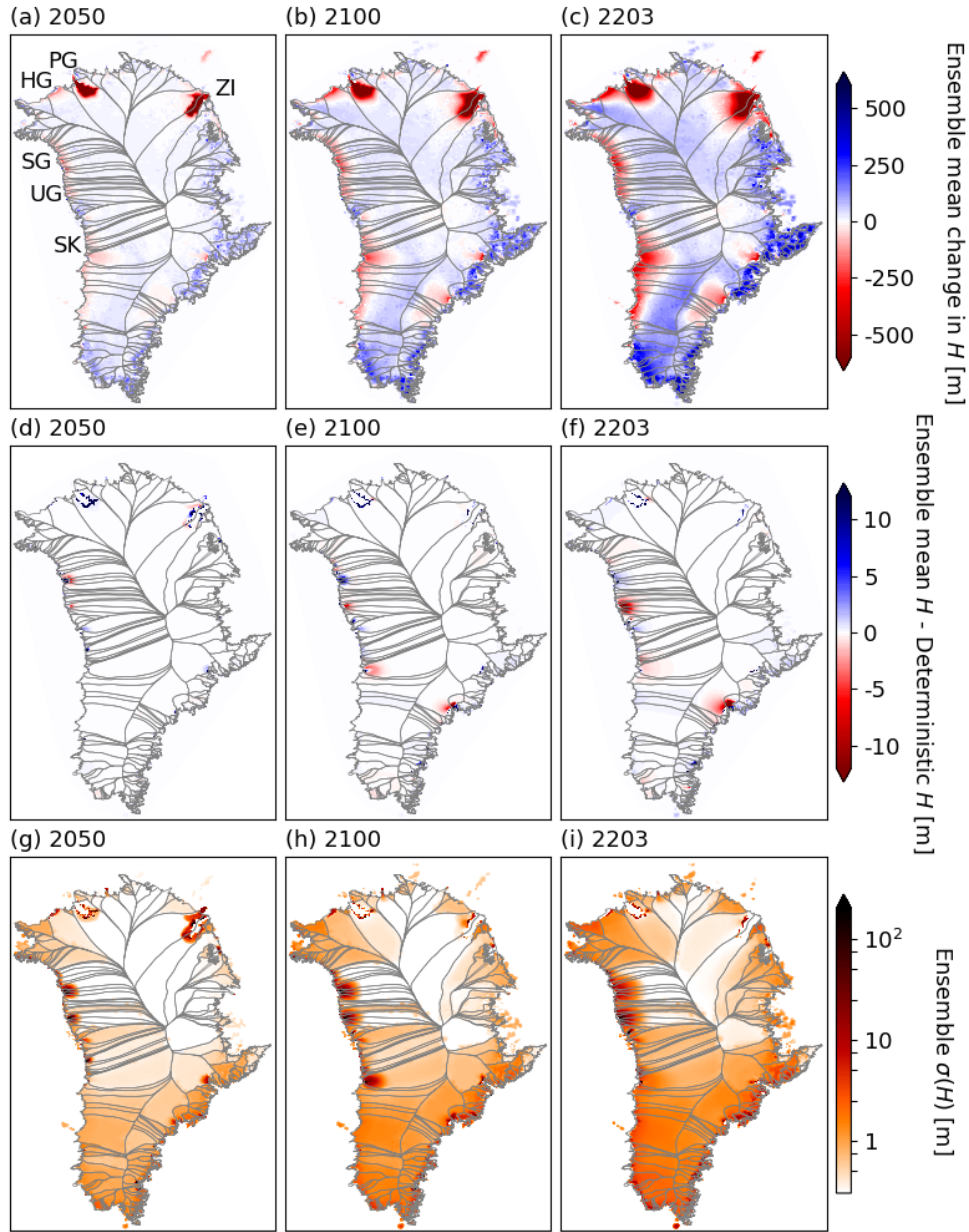 (a) 2050
(b) 2100
(c) 2203
PG
HG
ZI
SG
UG
SK
500
250
0
-250
-500
Ensemble mean change in H [m]
(d) 2050
(e) 2100
(f) 2203
10
5
0
-5
-10
Ensemble mean H - Deterministic H [m]
(g) 2050
(h) 2100
(i) 2203
10²
10
1
Ensemble σ(H) [m]